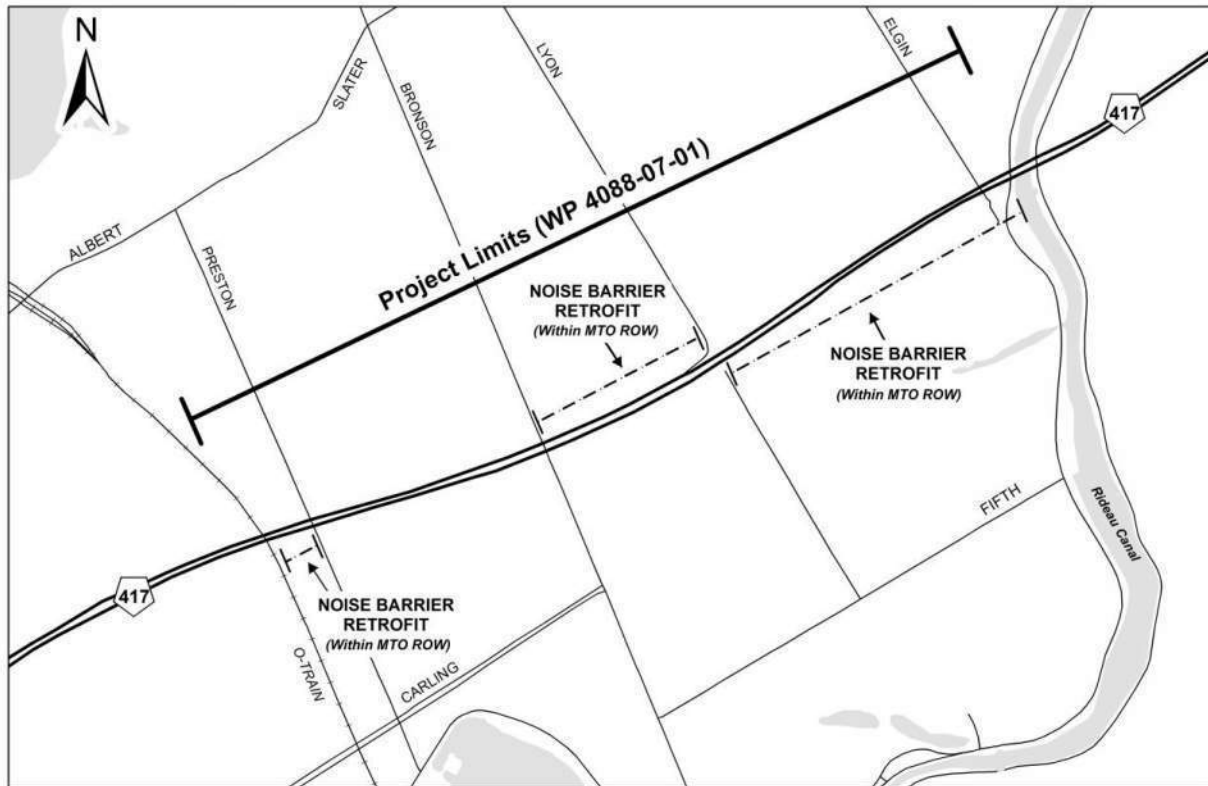 N
SLATER
BRONSON
LYON
ELGIN
417
ALBERT
PRESTON
Project Limits (WP 4088-07-01)
NOISE BARRIER
RETROFIT
(Within MTO ROW)
NOISE BARRIER
RETROFIT
(Within MTO ROW)
FIFTH
Rideau Canal
417
NOISE BARRIER
RETROFIT
(Within MTO ROW)
O-TRAIN
CARLING